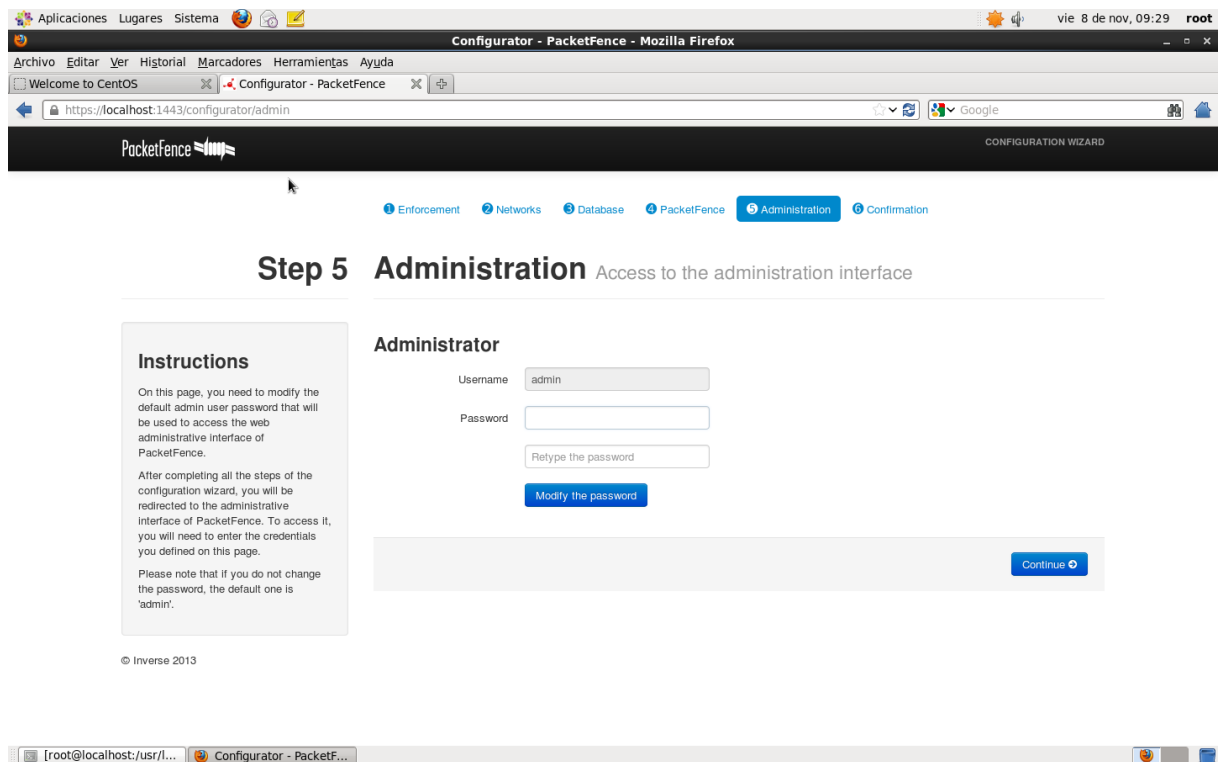 Aplicaciones Lugares Sistema vie 8 de nov, 09:29 root
Configurator - PacketFence - Mozilla Firefox
Archivo Editar Ver Historial Marcadores Herramientas Ayuda
Welcome to CentOS Configurator - PacketFence
https://localhost:1443/configurator/admin Google
PacketFence CONFIGURATION WIZARD
1 Enforcement 2 Networks 3 Database 4 PacketFence 5 Administration 6 Confirmation
Step 5 Administration Access to the administration interface
Instructions
On this page, you need to modify the
default admin user password that will
be used to access the web
administrative interface of
PacketFence.
After completing all the steps of the
configuration wizard, you will be
redirected to the administrative
interface of PacketFence. To access it,
you will need to enter the credentials
you defined on this page.
Please note that if you do not change
the password, the default one is
'admin'.
Administrator
Username admin
Password
Retype the password
Modify the password
Continue
© Inverse 2013
[root@localhost:/usr/l... Configurator - PacketF...